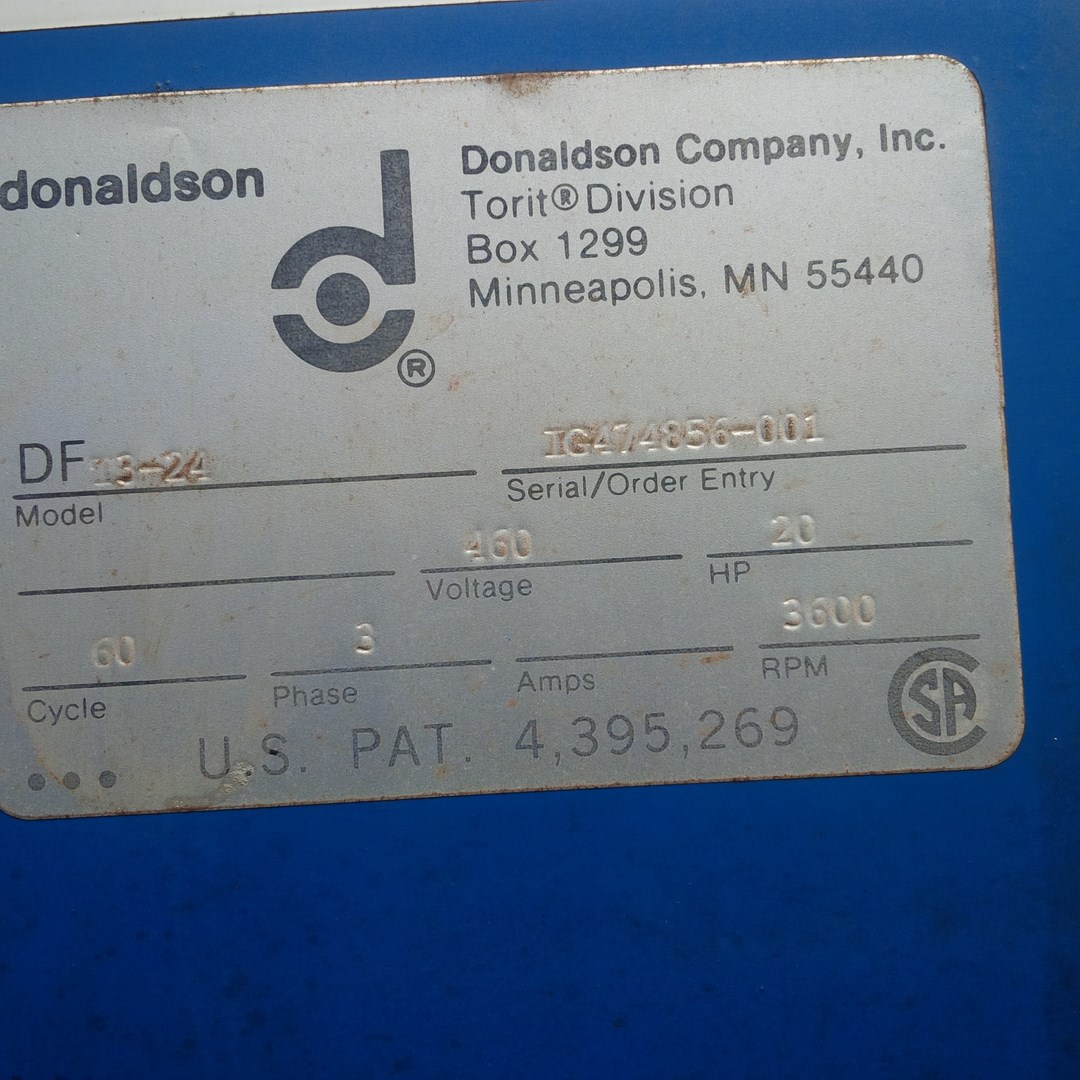 donaldson
Donaldson Company, Inc.
Torit® Division
Box 1299
Minneapolis, MN 55440
®
DF 13-24
Model
IG474856-001
Serial/Order Entry
460
Voltage
20
HP
60
Cycle
3
Phase
Amps
3600
RPM
U.S. PAT. 4,395,269
CSA